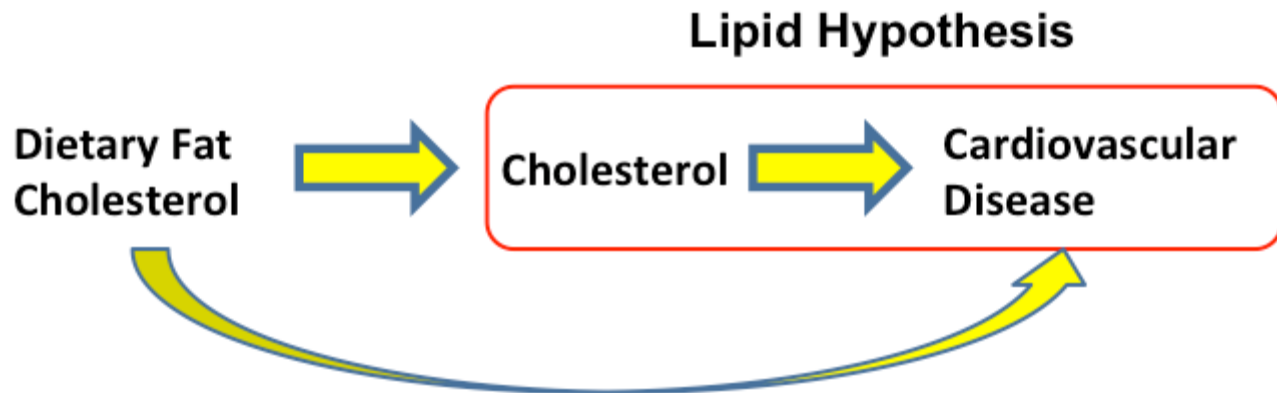 Lipid Hypothesis
Dietary Fat
Cholesterol
Cholesterol
Cardiovascular
Disease